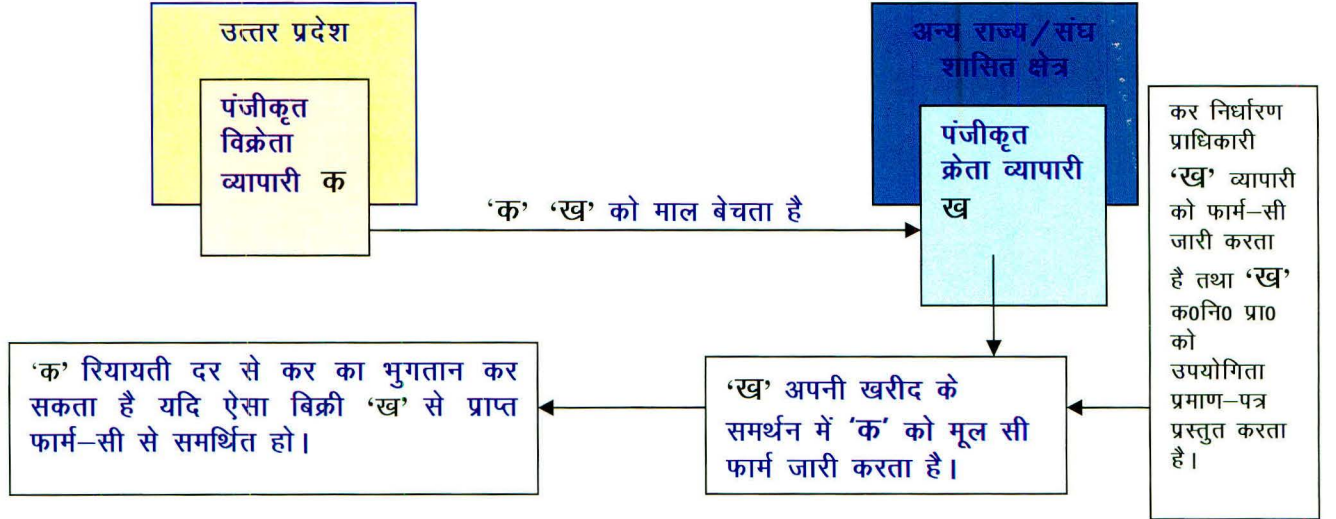 उत्तर प्रदेश
पंजीकृत
विक्रेता
व्यापारी क
'क' 'ख' को माल बेचता है
अन्य राज्य/संघ
शासित क्षेत्र
पंजीकृत
क्रेता व्यापारी
ख
कर निर्धारण
प्राधिकारी
'ख' व्यापारी
को फार्म–सी
जारी करता
है तथा 'ख'
क0नि0 प्रा0
को
उपयोगिता
प्रमाण–पत्र
प्रस्तुत करता
है।
'ख' अपनी खरीद के
समर्थन में 'क' को मूल सी
फार्म जारी करता है।
'क' रियायती दर से कर का भुगतान कर
सकता है यदि ऐसा बिक्री 'ख' से प्राप्त
फार्म–सी से समर्थित हो।